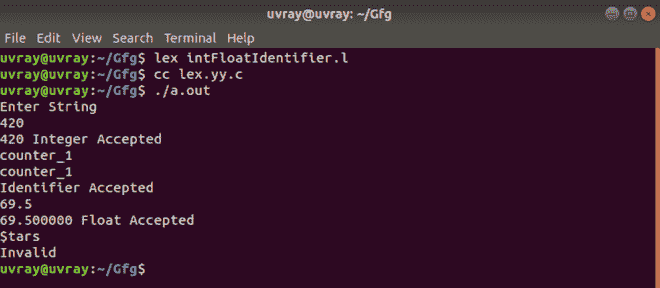 uvray@uvray: ~/Gfg
File Edit View Search Terminal Help
uvray@uvray:~/Gfg$ lex intFloatIdentifier.l
uvray@uvray:~/Gfg$ cc lex.yy.c
uvray@uvray:~/Gfg$ ./a.out
Enter String
420
420 Integer Accepted
counter_1
counter_1
Identifier Accepted
69.5
69.500000 Float Accepted
$tars
Invalid
uvray@uvray:~/Gfg$